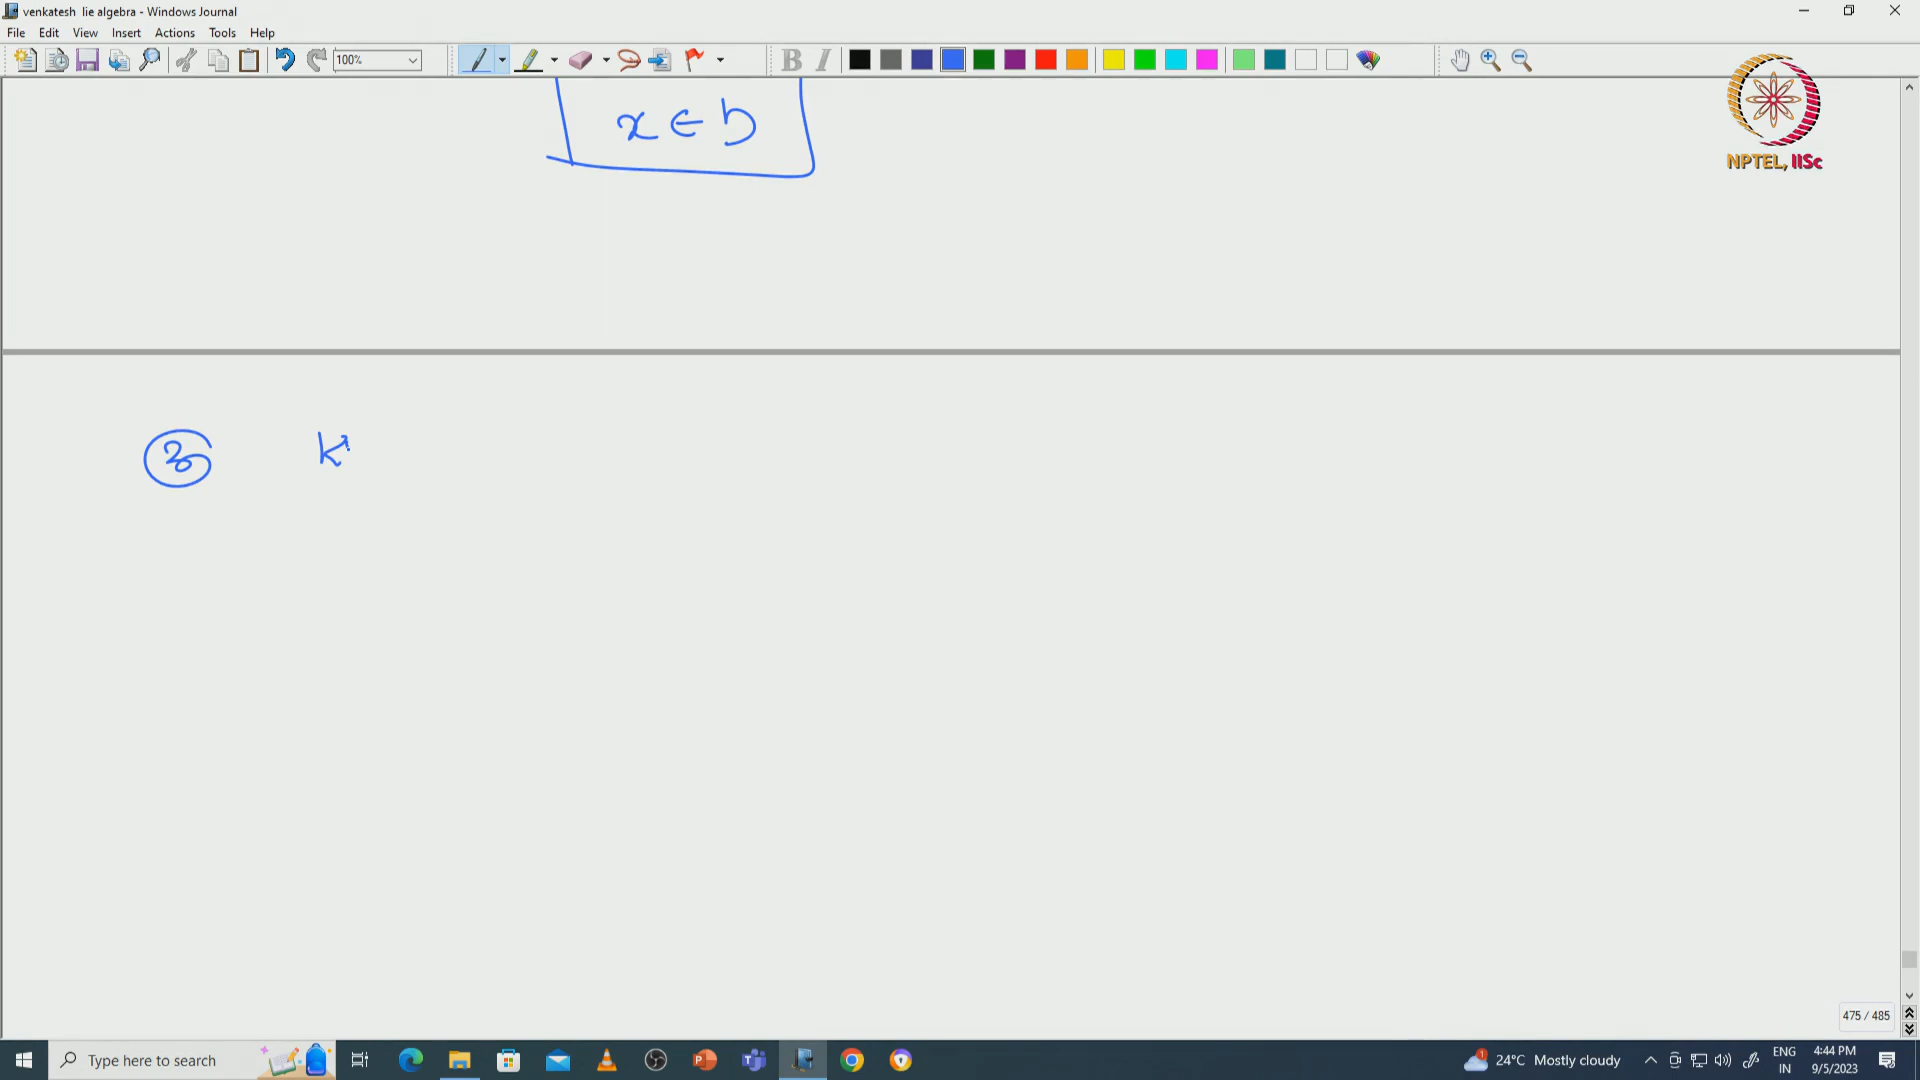 venkatesh lie algebra - Windows Journal
File Edit View Insert Actions Tools Help
100%
B I
NPTEL, IISc
x ∈ b
3
475 / 485
Type here to search
24°C Mostly cloudy
ENG
IN
4:44 PM
9/5/2023